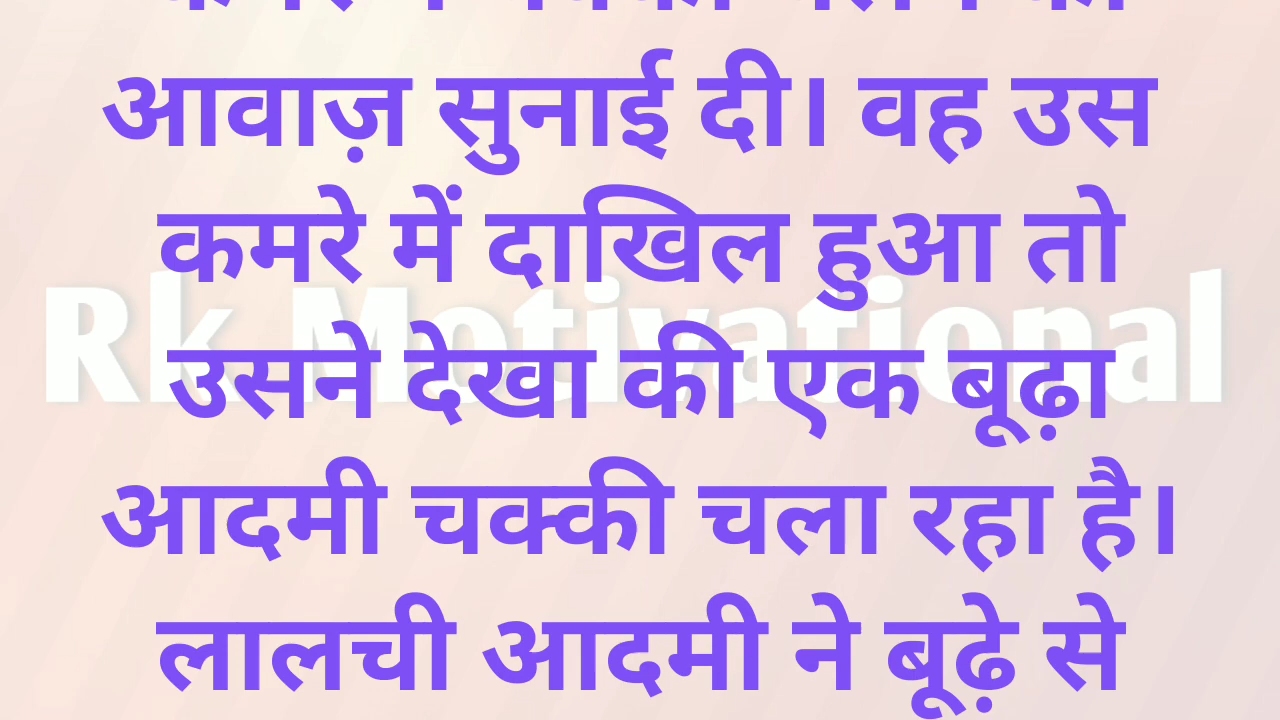 आवाज़ सुनाई दी। वह उस
कमरे में दाखिल हुआ तो
Rk Motivational
उसने देखा की एक बूढ़ा
आदमी चक्की चला रहा है।
लालची आदमी ने बूढ़े से